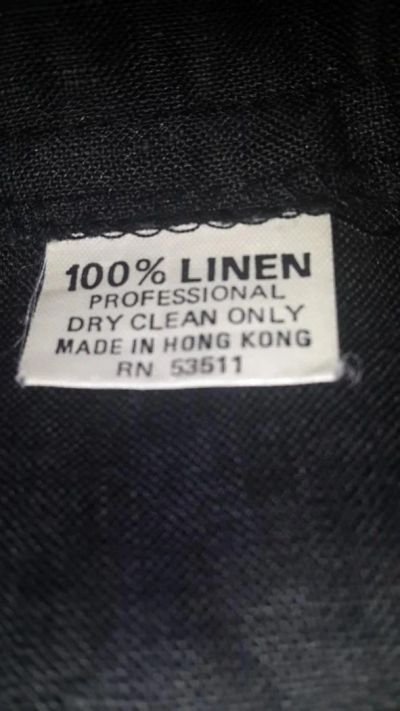 100% LINEN
PROFESSIONAL
DRY CLEAN ONLY
MADE IN HONG KONG
RN 53511